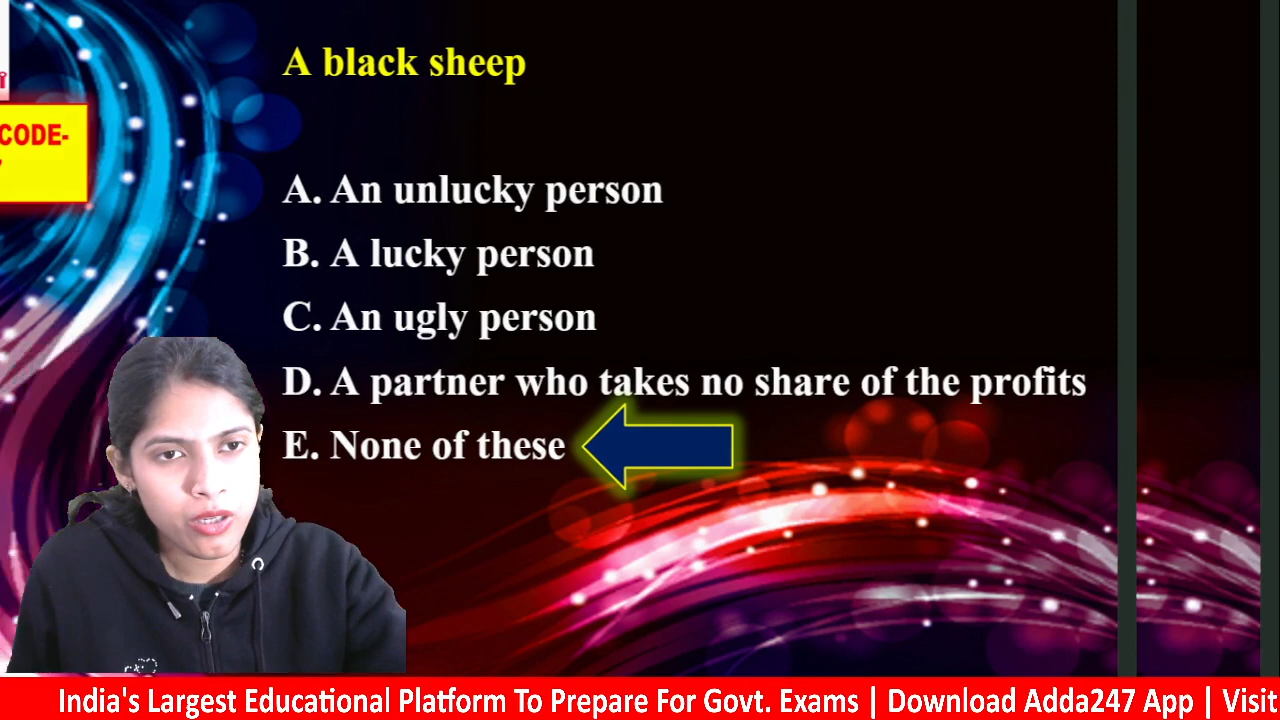 A black sheep
CODE-
A. An unlucky person
B. A lucky person
C. An ugly person
D. A partner who takes no share of the profits
E. None of these
India's Largest Educational Platform To Prepare For Govt. Exams | Download Adda247 App | Visit